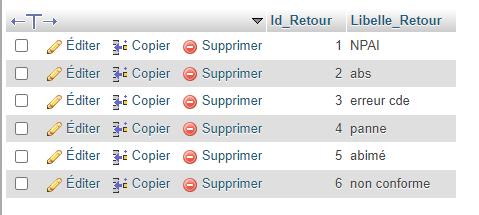 Id_Retour Libelle_Retour
Éditer Copier Supprimer 1 NPAI
Éditer Copier Supprimer 2 abs
Éditer Copier Supprimer 3 erreur cde
Éditer Copier Supprimer 4 panne
Éditer Copier Supprimer 5 abimé
Éditer Copier Supprimer 6 non conforme